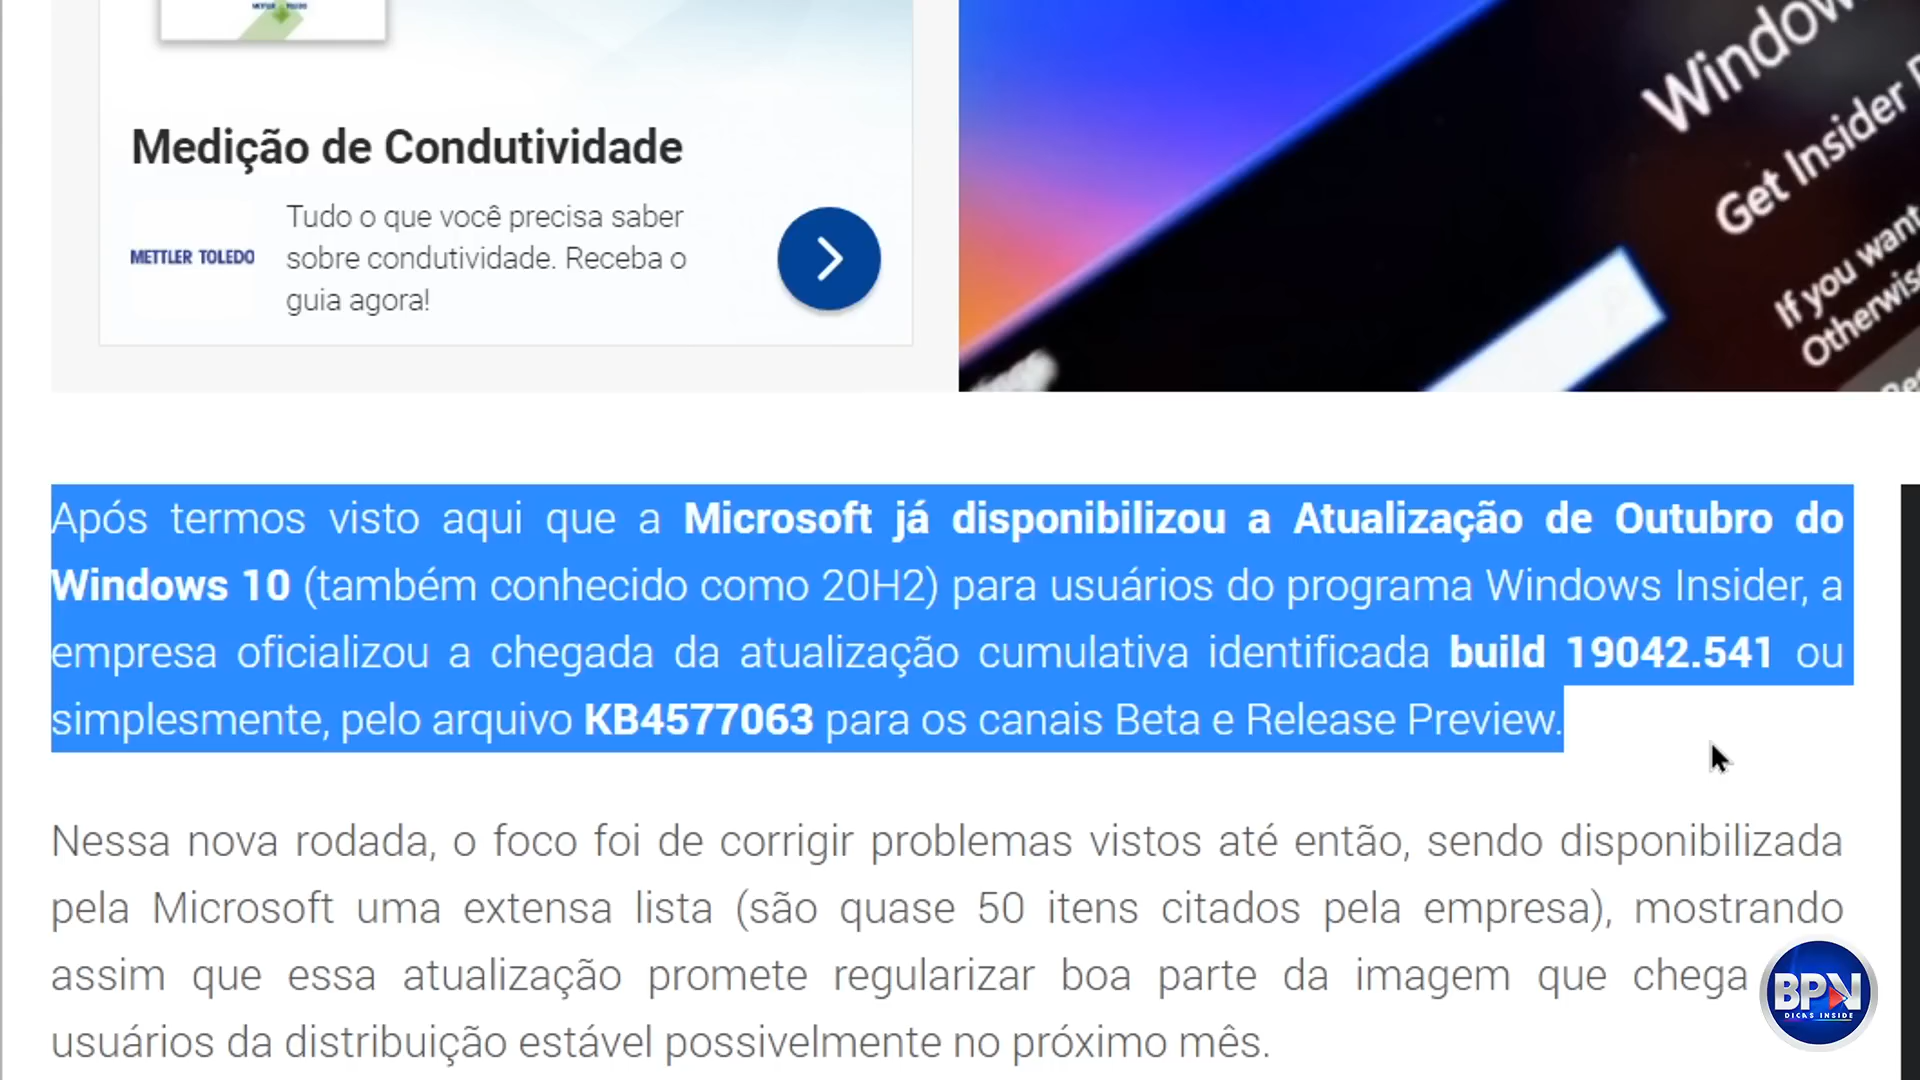 METTLER TOLEDO
Medição de Condutividade
METTLER TOLEDO
Tudo o que você precisa saber
sobre condutividade. Receba o
guia agora!
Get Insider
If you want
Após termos visto aqui que a Microsoft já disponibilizou a Atualização de Outubro do
Windows 10 (também conhecido como 20H2) para usuários do programa Windows Insider, a
empresa oficializou a chegada da atualização cumulativa identificada build 19042.541 ou
simplesmente, pelo arquivo KB4577063 para os canais Beta e Release Preview.
Nessa nova rodada, o foco foi de corrigir problemas vistos até então, sendo disponibilizada
pela Microsoft uma extensa lista (são quase 50 itens citados pela empresa), mostrando
assim que essa atualização promete regularizar boa parte da imagem que chega
usuários da distribuição estável possivelmente no próximo mês.
BPN
DICAS INSIDE